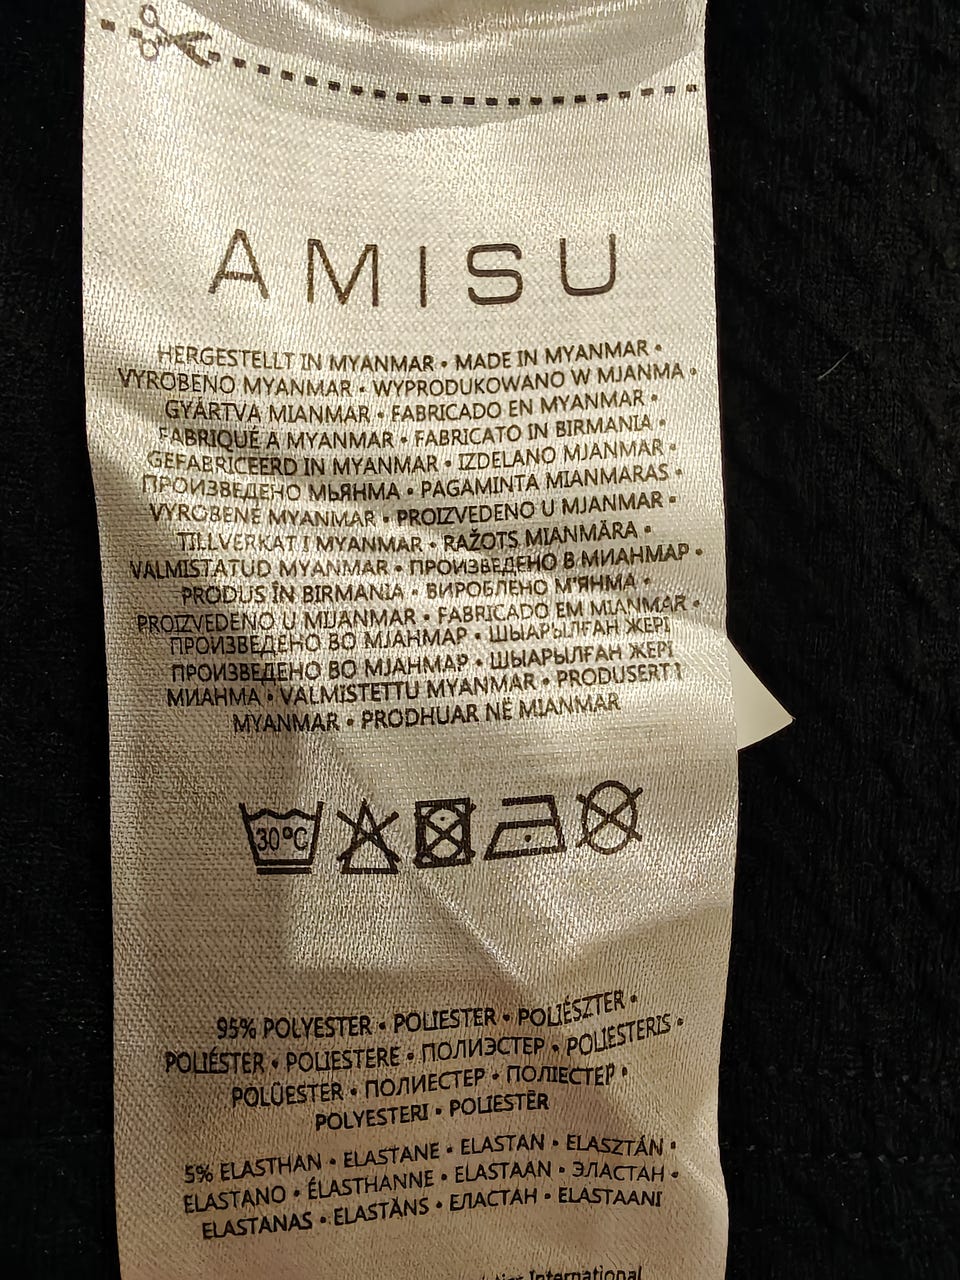 AMISU
HERGESTELLT IN MYANMAR • MADE IN MYANMAR •
VYROBENO MYANMAR • WYPRODUKOWANO W MJANMA •
GYÁRTVA MIANMAR • FABRICADO EN MYANMAR •
FABRIQUÉ A MYANMAR • FABRICATO IN BIRMANIA •
GEFABRICEERD IN MYANMAR • IZDELANO MJANMAR •
ПРОИЗВЕДЕНО МЬЯНМА • PAGAMINTA MIANMARAS •
VYROBENÉ MYANMAR • PROIZVEDENO U MJANMAR •
TILLVERKAT I MYANMAR • RAŽOTS MIANMĀRA •
VALMISTATUD MYANMAR • ПРОИЗВЕДЕНО В МИАНМАР •
PRODUS ÎN BIRMANIA • ВИРОБЛЕНО М'ЯНМА •
PROIZVEDENO U MIJANMAR • FABRICADO EM MIANMAR •
ПРОИЗВЕДЕНО ВО МЈАНМАР • ШЫАРЫЛҒАН ЖЕРІ
ПРОИЗВЕДЕНО ВО МЈАНМАР • ШЫАРЫЛҒАН ЖЕРІ
МИАНМА • VALMISTETTU MYANMAR • PRODUSERT I
MYANMAR • PRODHUAR NË MIANMAR
30°C
95% POLYESTER • POLIESTER • POLIÉSZTER •
POLIÉSTER • POLIESTERE • ПОЛИЭСТЕР • POLIESTERIS •
POLÜESTER • ПОЛИЕСТЕР • ПОЛІЕСТЕР •
POLYESTERI • POLIESTĒR
5% ELASTHAN • ELASTANE • ELASTAN • ELASZTÁN •
ELASTANO • ÉLASTHANNE • ELASTAAN • ЭЛАСТАН •
ELASTANAS • ELASTĀNS • ЕЛАСТАН • ELASTAANI
International